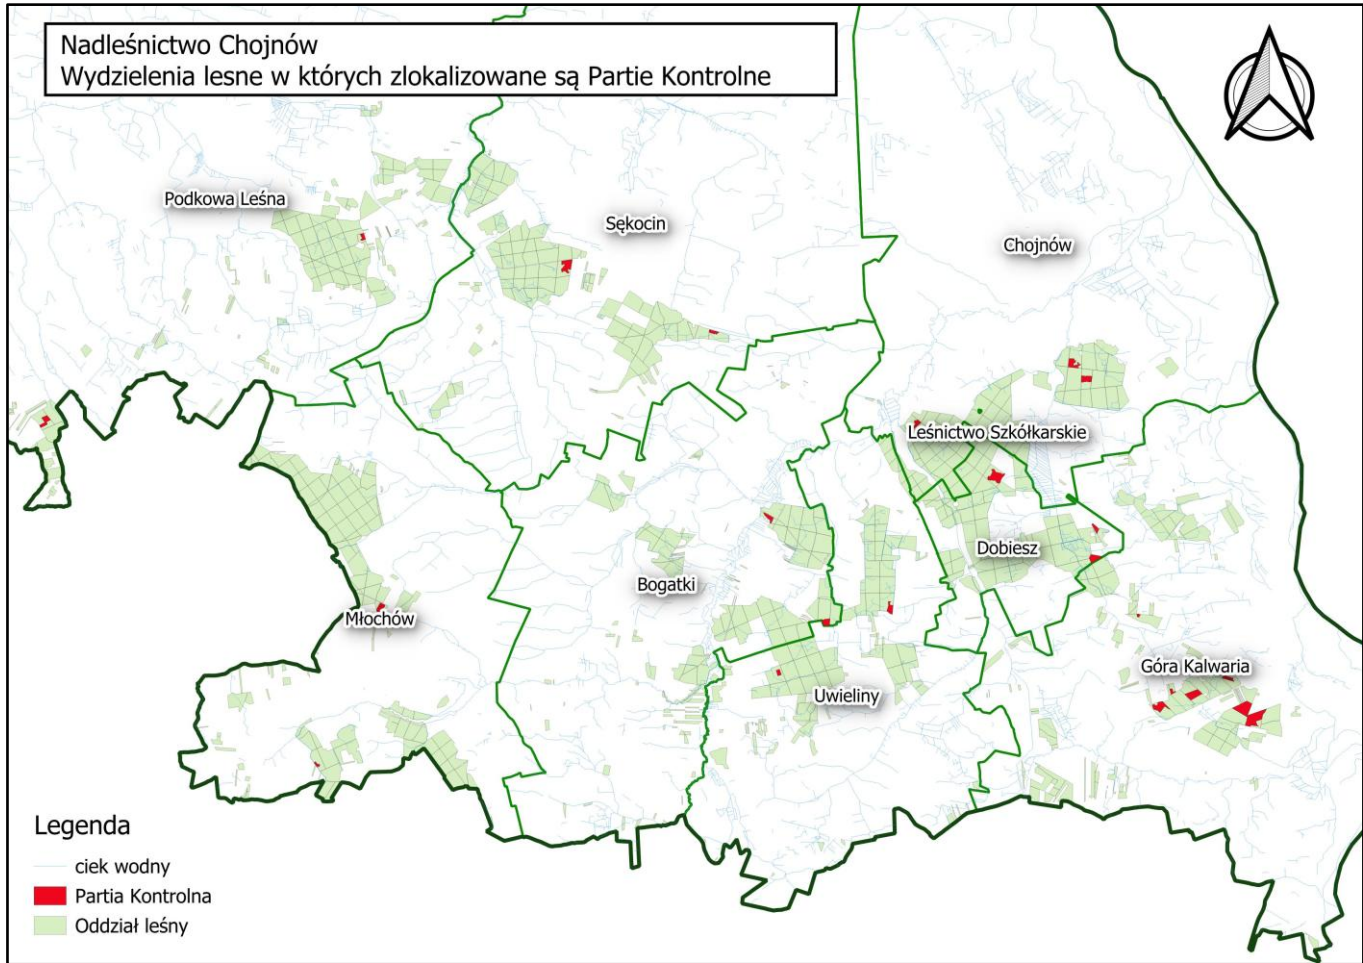 Nadleśnictwo Chojnów
Wydzielenia lesne w których zlokalizowane są Partie Kontrolne
Podkowa Leśna
Sękocin
Chojnów
Leśnictwo Szkółkarskie
Dobiesz
Bogatki
Młochów
Góra Kalwaria
Uwieliny
Legenda
ciek wodny
Partia Kontrolna
Oddział leśny